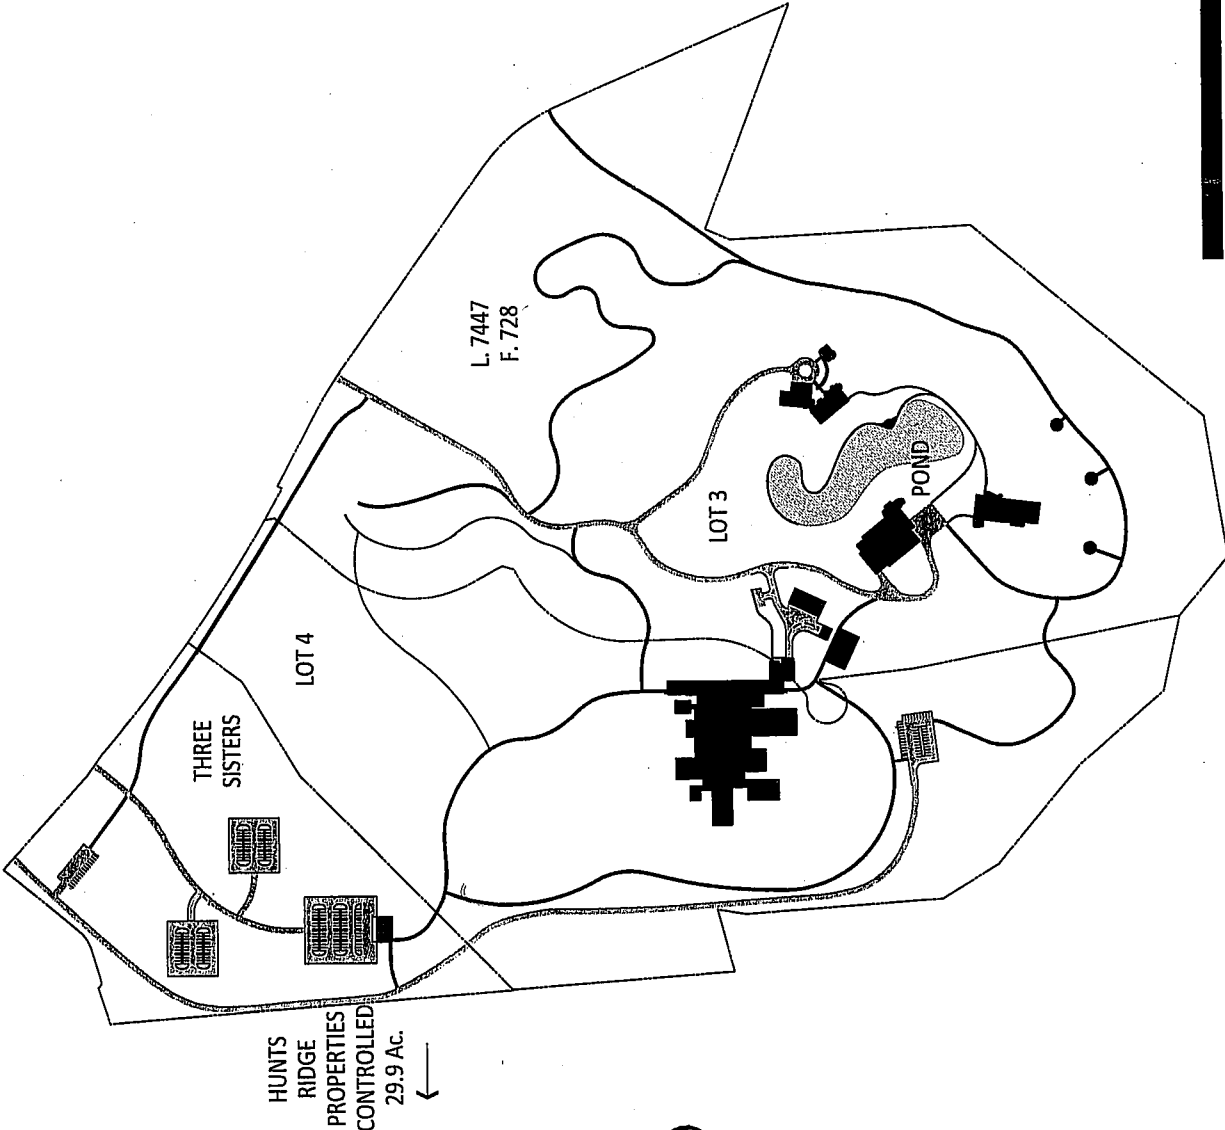 L. 7447
F. 728
LOT 3
POND
LOT 4
THREE
SISTERS
HUNTS
RIDGE
PROPERTIES
CONTROLLED
29.9 Ac.